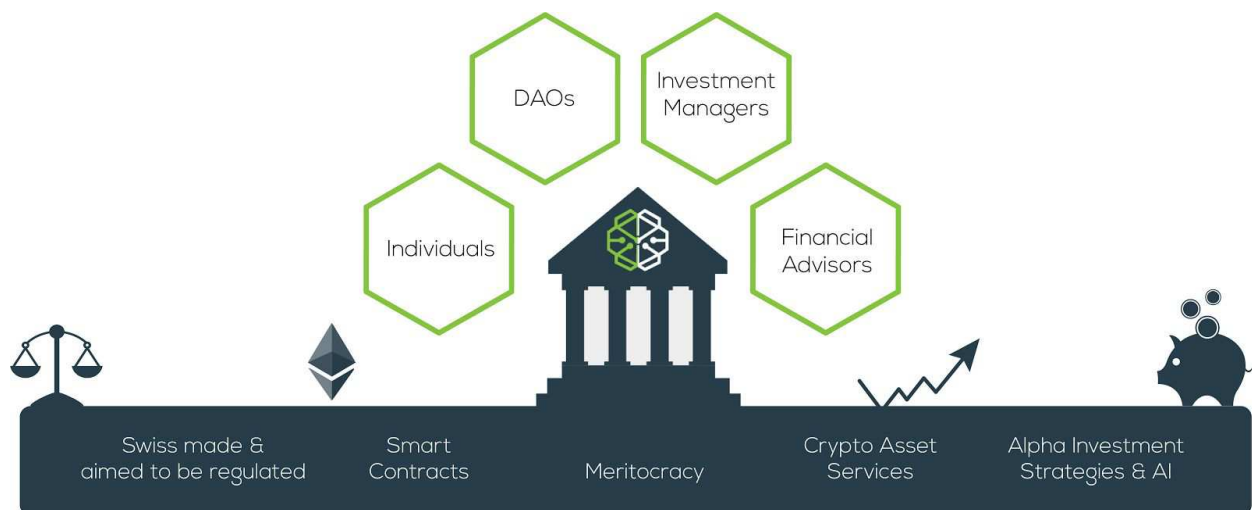 DAOs
Investment
Managers
Individuals
Financial
Advisors
Swiss made &
aimed to be regulated
Smart
Contracts
Meritocracy
Crypto Asset
Services
Alpha Investment
Strategies & AI